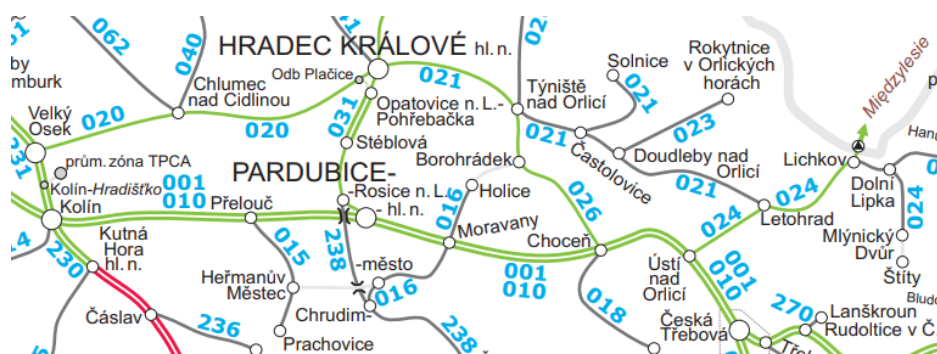 062
040
041
HRADEC KRÁLOVÉ hl. n.
Odb Plačice
021
Týniště
nad Orlicí
Solnice
021
Rokytnice
v Orlických
horách
Międzylesie
by
mburk
Chlumec
nad Cidlinou
Velký
Osek
020
020
031
Opatovice n. L.-
Pohřebačka
Stéblová
021
023
Častolovice
Doudleby nad
Orlicí
021
Lichkov
Dolní
Lipka
024
024
024
Letohrad
Mlýnický
Dvůr
Štíty
231
prům. zóna TPCA
Kolín-Hradišťko
Kolín
001
010
Přelouč
PARDUBICE-
-Rosice n. L.
- hl. n.
Borohrádek
Holice
016
026
Moravany
Choceň
Kutná
Hora
hl. n.
230
015
238
-město
016
Heřmanův
Městec
Chrudim-
Prachovice
238
001
010
018
Ústí
nad
Orlicí
001
010
Česká
Třebová
270
Lanškroun
Rudoltice v Č
Čáslav
236